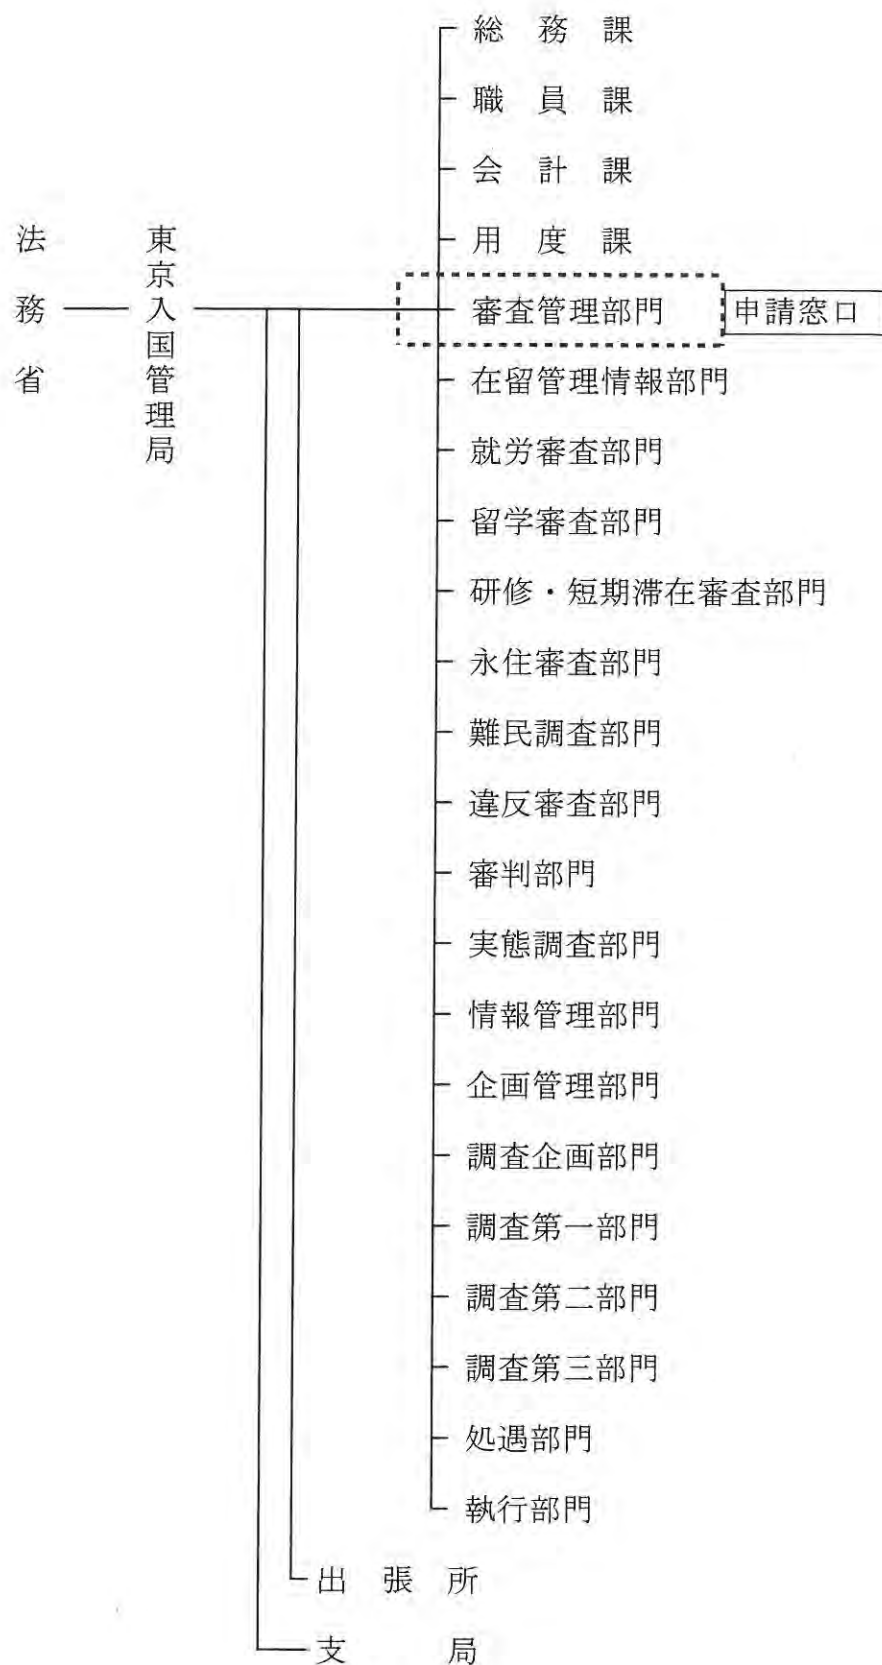 法務省
東京入国管理局
総務課
職員課
会計課
用度課
審査管理部門
申請窓口
在留管理情報部門
就労審査部門
留学審査部門
研修・短期滞在審査部門
永住審査部門
難民調査部門
違反審査部門
審判部門
実態調査部門
情報管理部門
企画管理部門
調査企画部門
調査第一部門
調査第二部門
調査第三部門
処遇部門
執行部門
出張所
支局